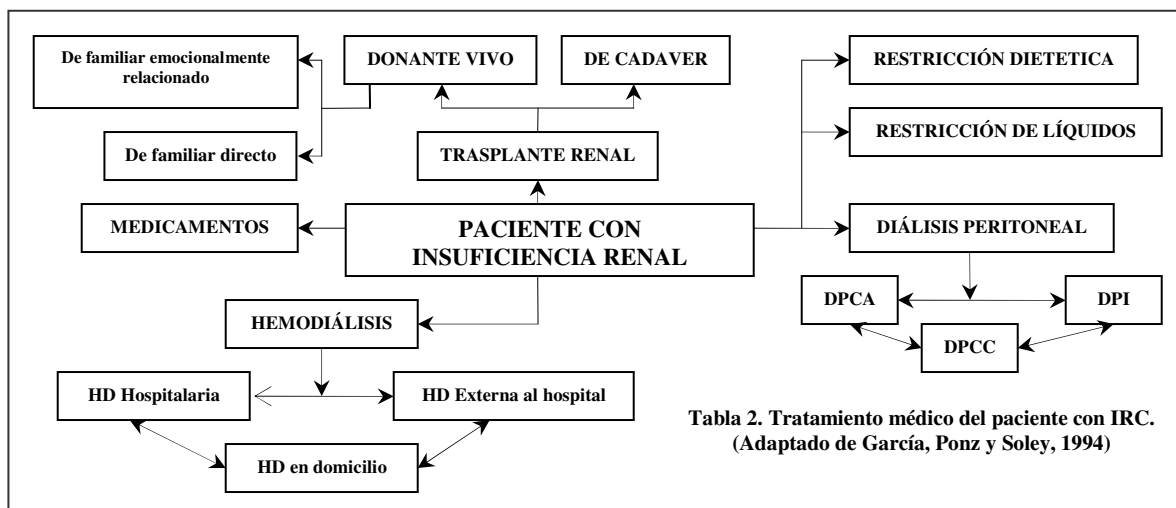 De familiar emocionalmente
relacionado
DONANTE VIVO
DE CADAVER
RESTRICCIÓN DIETETICA
RESTRICCIÓN DE LÍQUIDOS
De familiar directo
TRASPLANTE RENAL
MEDICAMENTOS
PACIENTE CON
INSUFICIENCIA RENAL
DIÁLISIS PERITONEAL
DPCA
DPI
DPCC
HEMODIÁLISIS
HD Hospitalaria
HD Externa al hospital
HD en domicilio
Tabla 2. Tratamiento médico del paciente con IRC.
(Adaptado de García, Ponz y Soley, 1994)